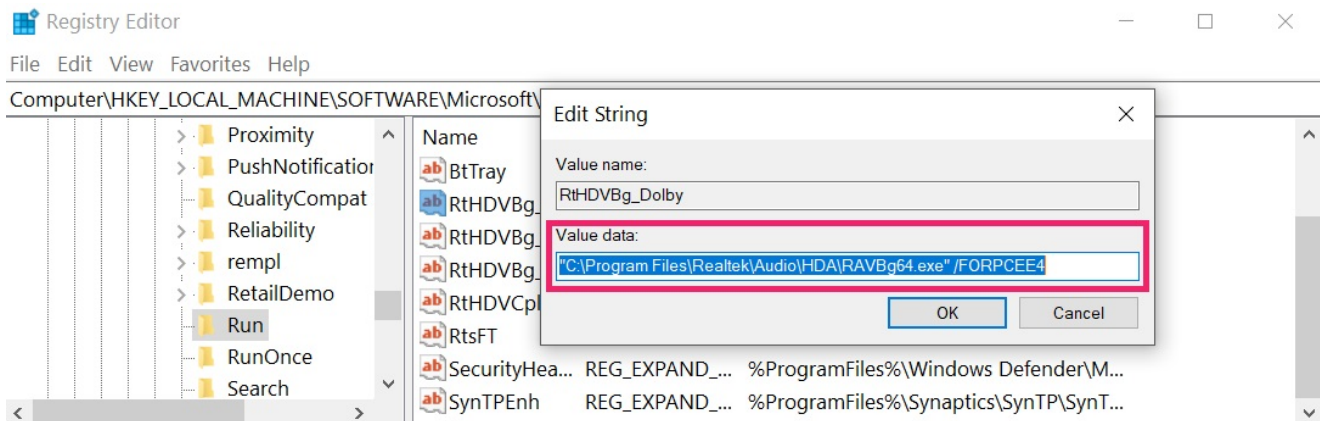 Registry Editor
File Edit View Favorites Help
Computer\HKEY_LOCAL_MACHINE\SOFTWARE\Microsoft\
Proximity
PushNotification
QualityCompat
Reliability
rempl
RetailDemo
Run
RunOnce
Search
Name
BtTray
RtHDVBg_
RtHDVBg_
RtHDVBg_
RtHDVCpl
RtsFT
SecurityHea... REG_EXPAND_... %ProgramFiles%\Windows Defender\M...
SynTPEnh REG_EXPAND_... %ProgramFiles%\Synaptics\SynTP\SynT...
Edit String
Value name:
RtHDVBg_Dolby
Value data:
"C:\Program Files\Realtek\Audio\HDA\RAVBg64.exe" /FORPCEE4
OK Cancel